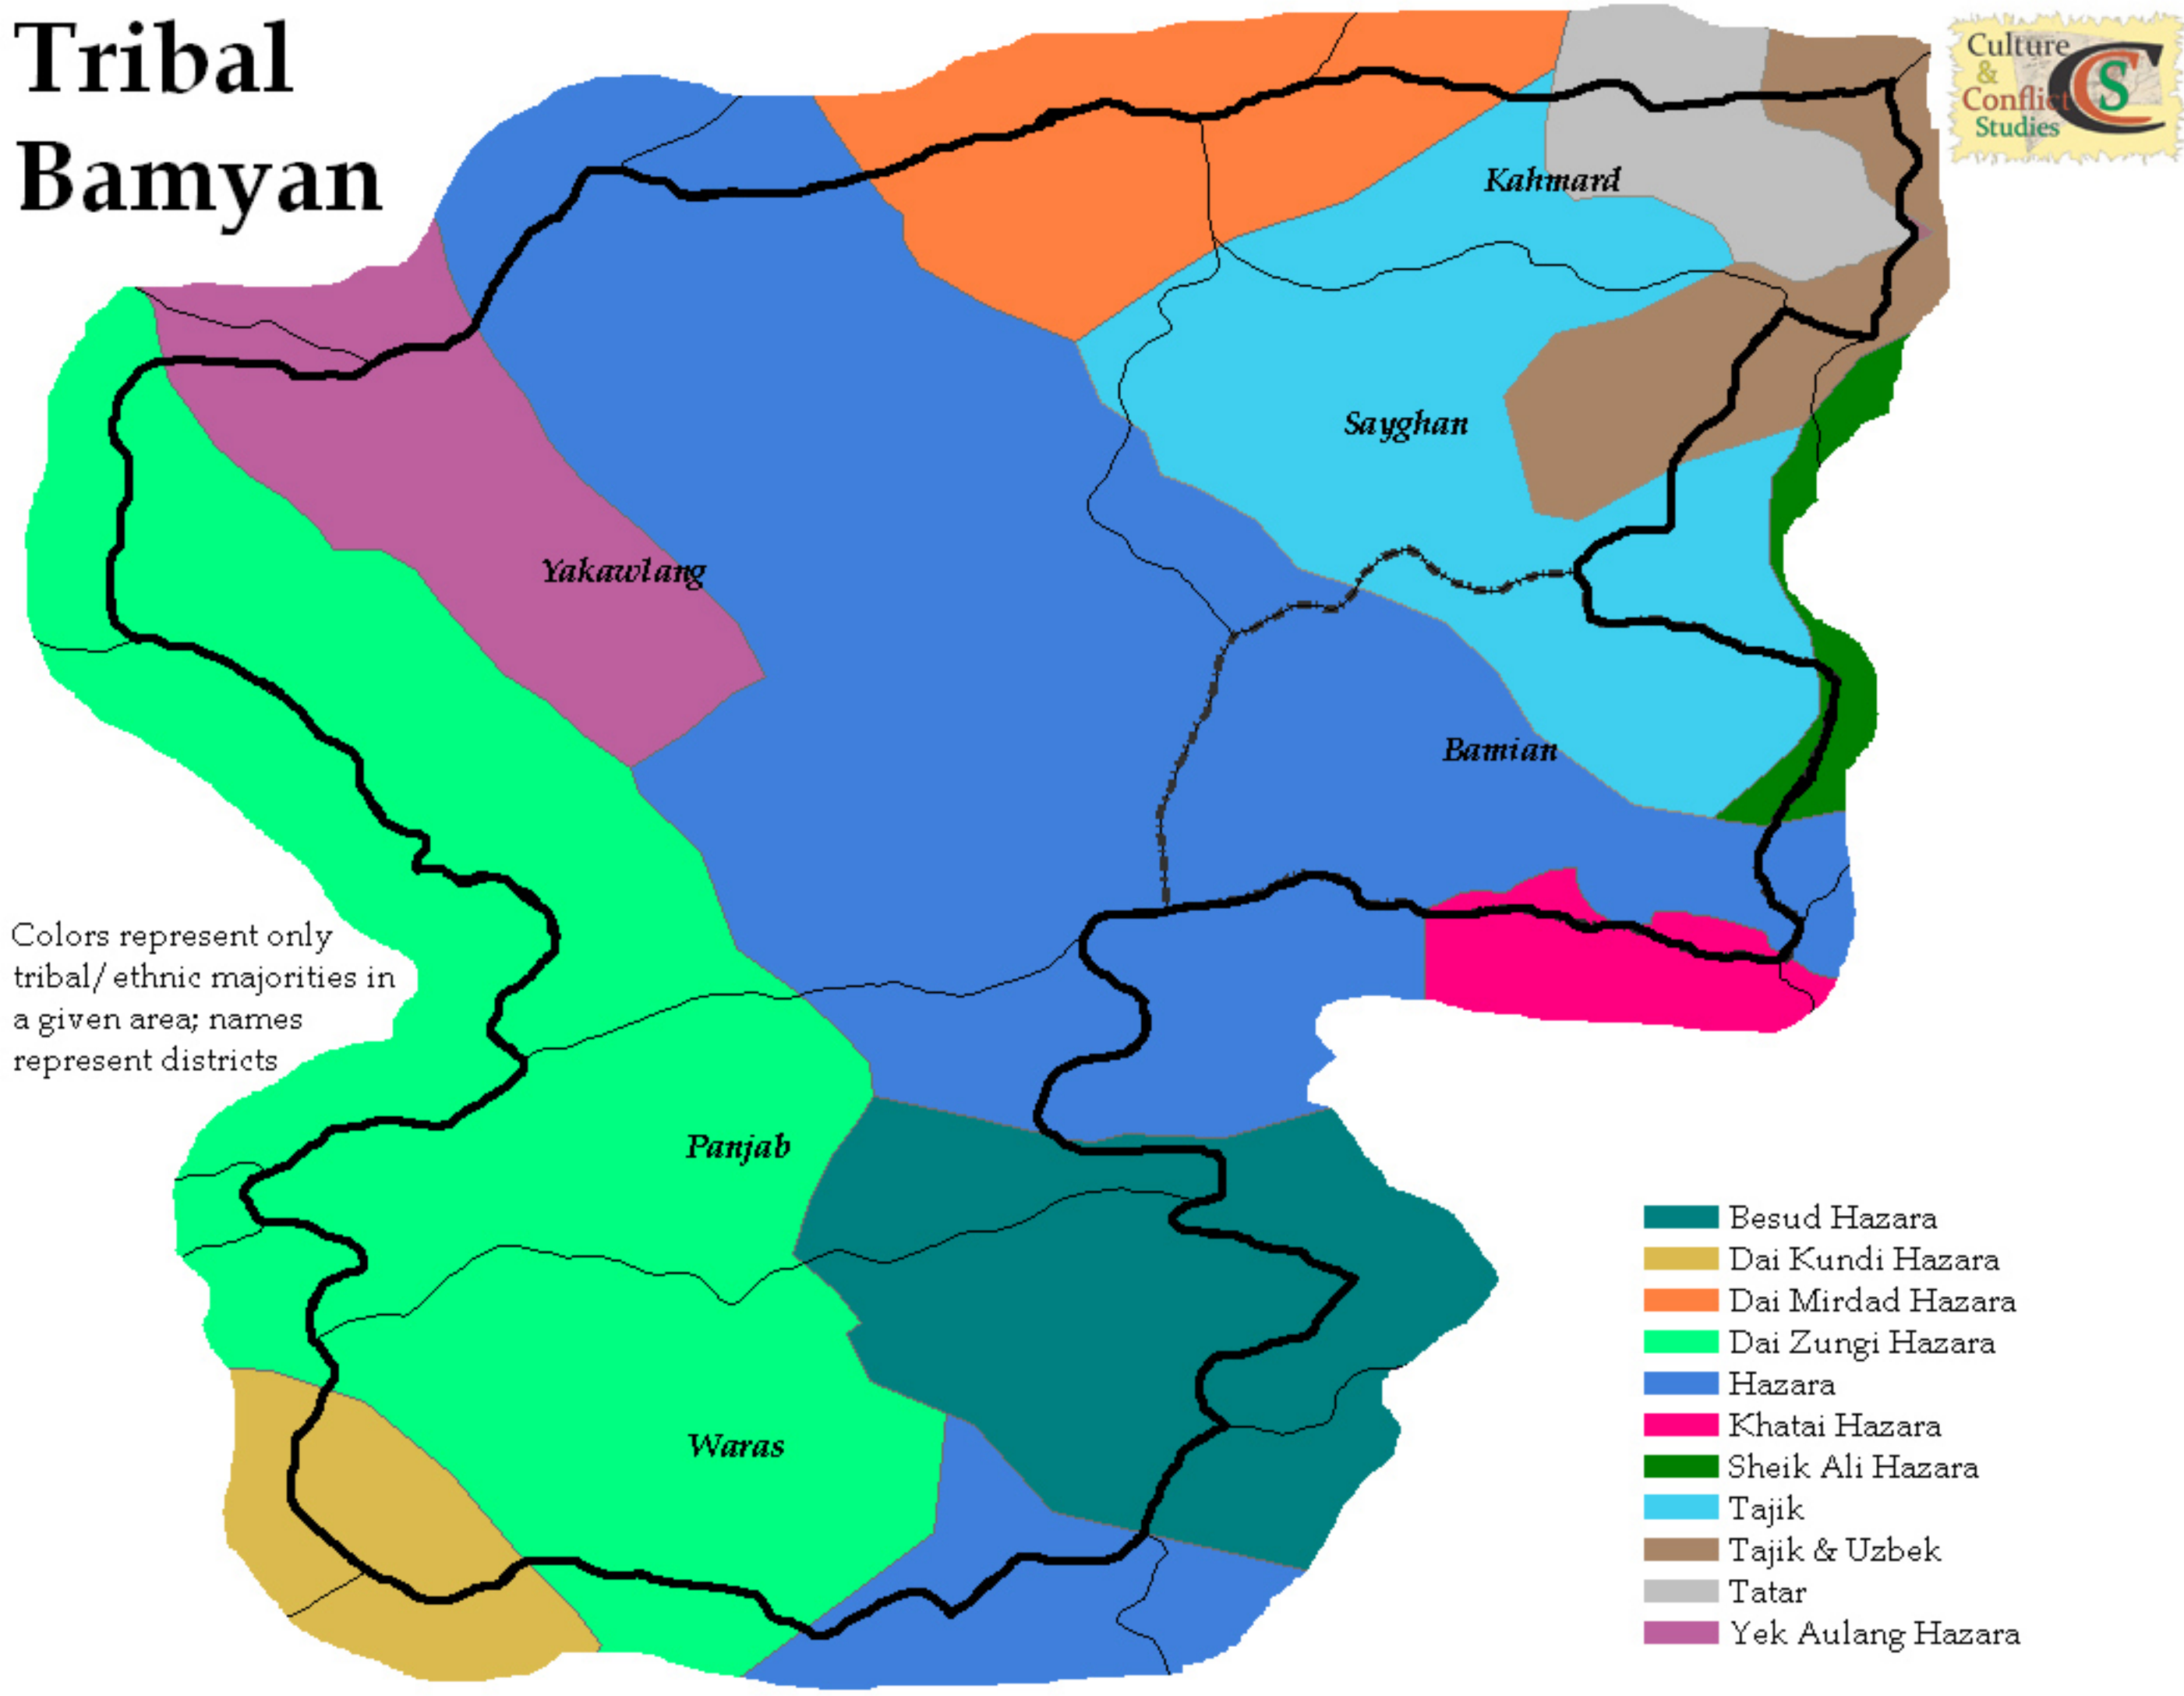 Tribal
Bamyan
Culture
&
Conflict
Studies
CCS
Kahmard
Sayghan
Yakawlang
Bamian
Colors represent only
tribal/ ethnic majorities in
a given area; names
represent districts
Panjab
Waras
Besud Hazara
Dai Kundi Hazara
Dai Mirdad Hazara
Dai Zungi Hazara
Hazara
Khatai Hazara
Sheik Ali Hazara
Tajik
Tajik & Uzbek
Tatar
Yek Aulang Hazara